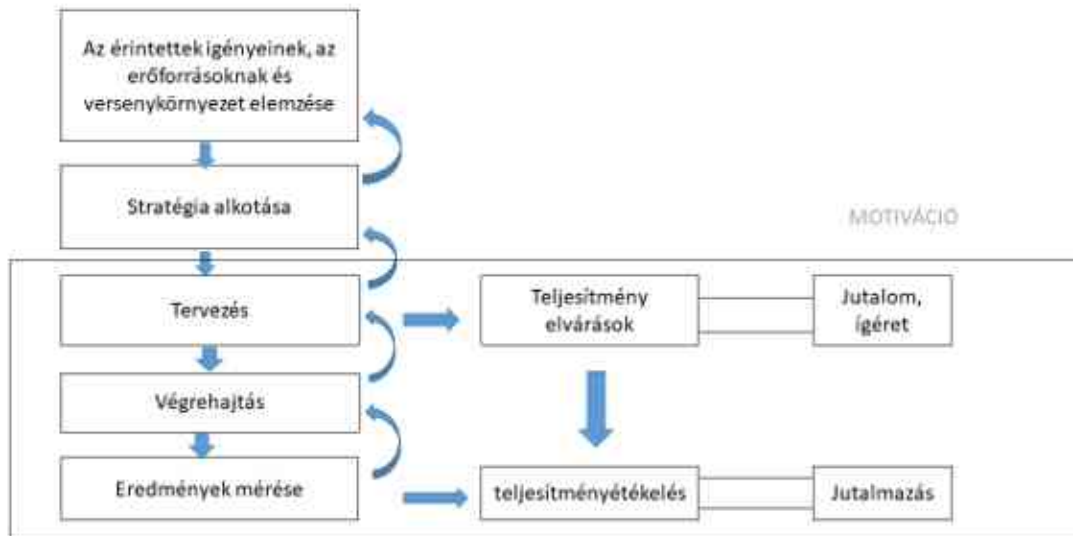 Az érintettek igényeinek, az
erőforrásoknak és
versenykörnyezet elemzése
Stratégia alkotása
MOTIVÁCIÓ
Tervezés
Teljesítmény
elvárások
Jutalom,
ígéret
Végrehajtás
Eredmények mérése
teljesítményétékelés
Jutalmazás